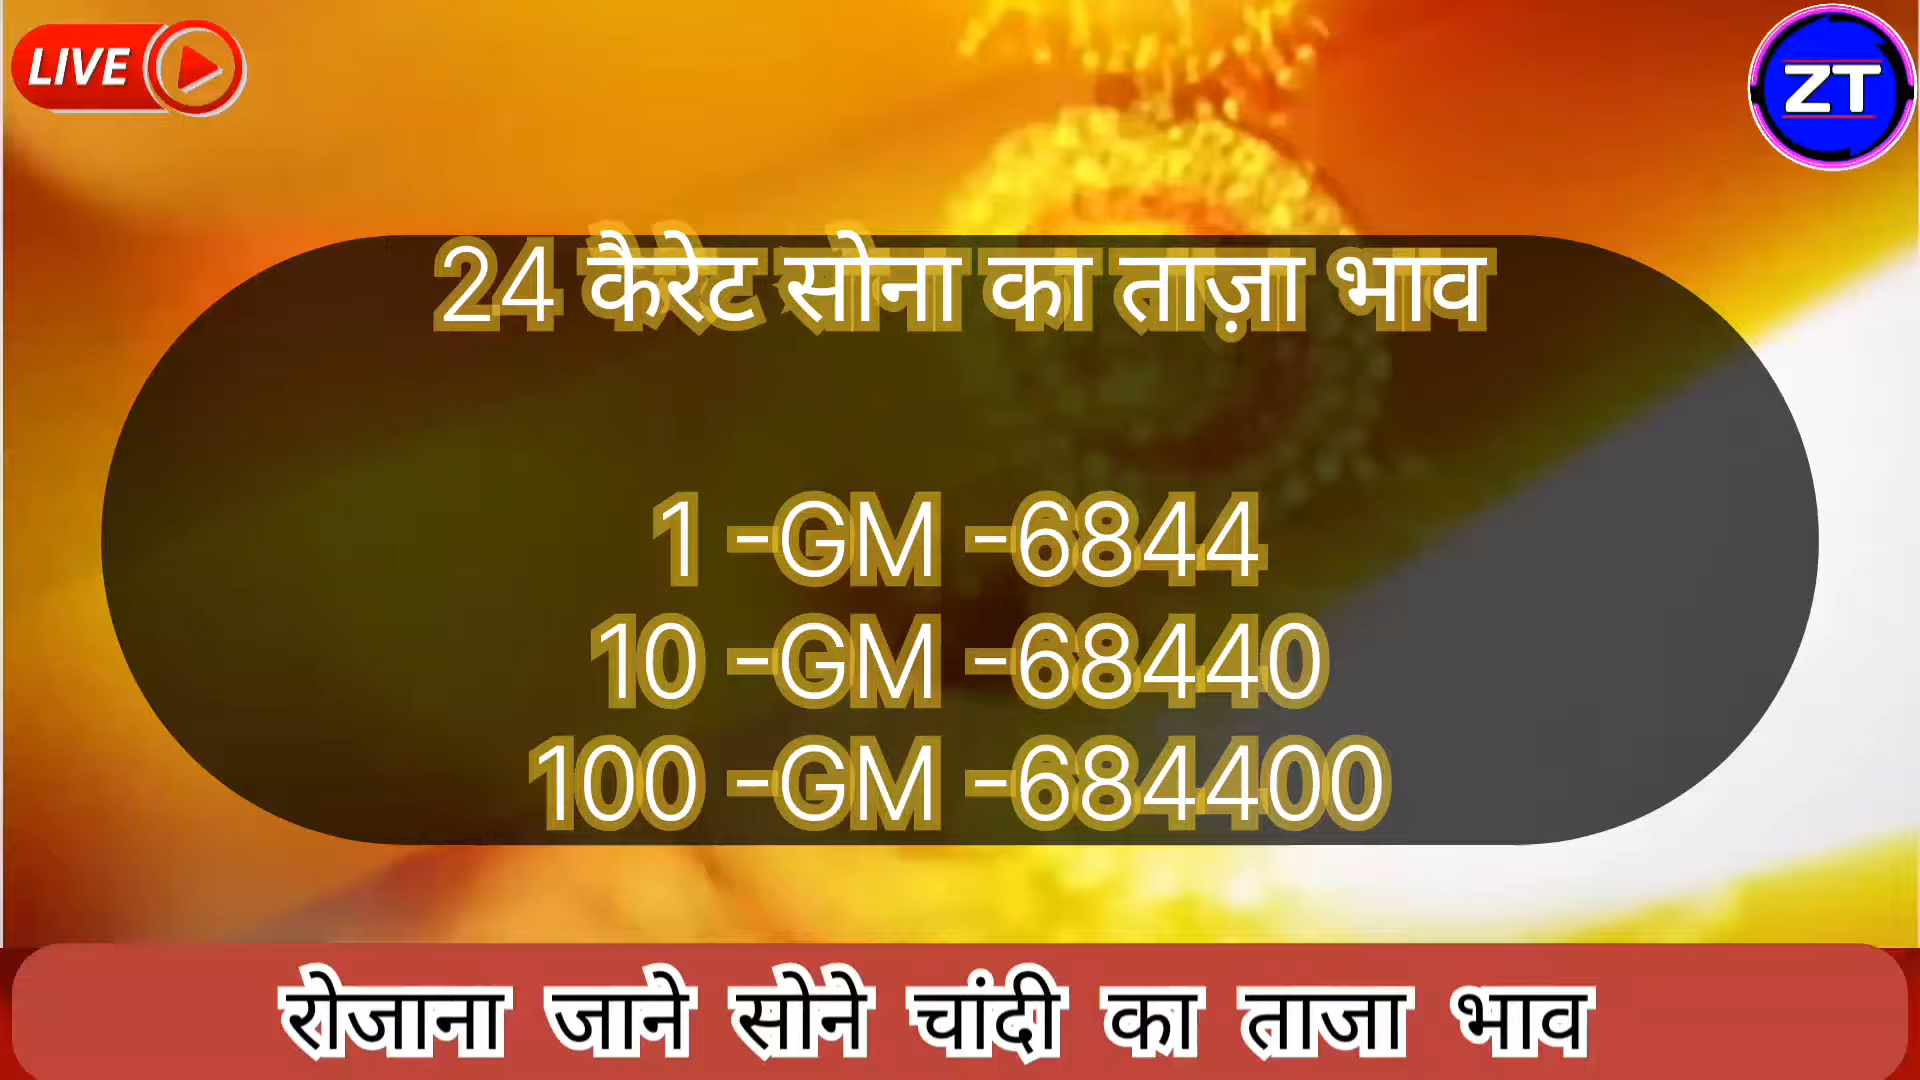 LIVE
ZT
24 कैरेट सोना का ताज़ा भाव
1 -GM -6844
10 -GM -68440
100 -GM -684400
रोजाना जाने सोने चांदी का ताजा भाव